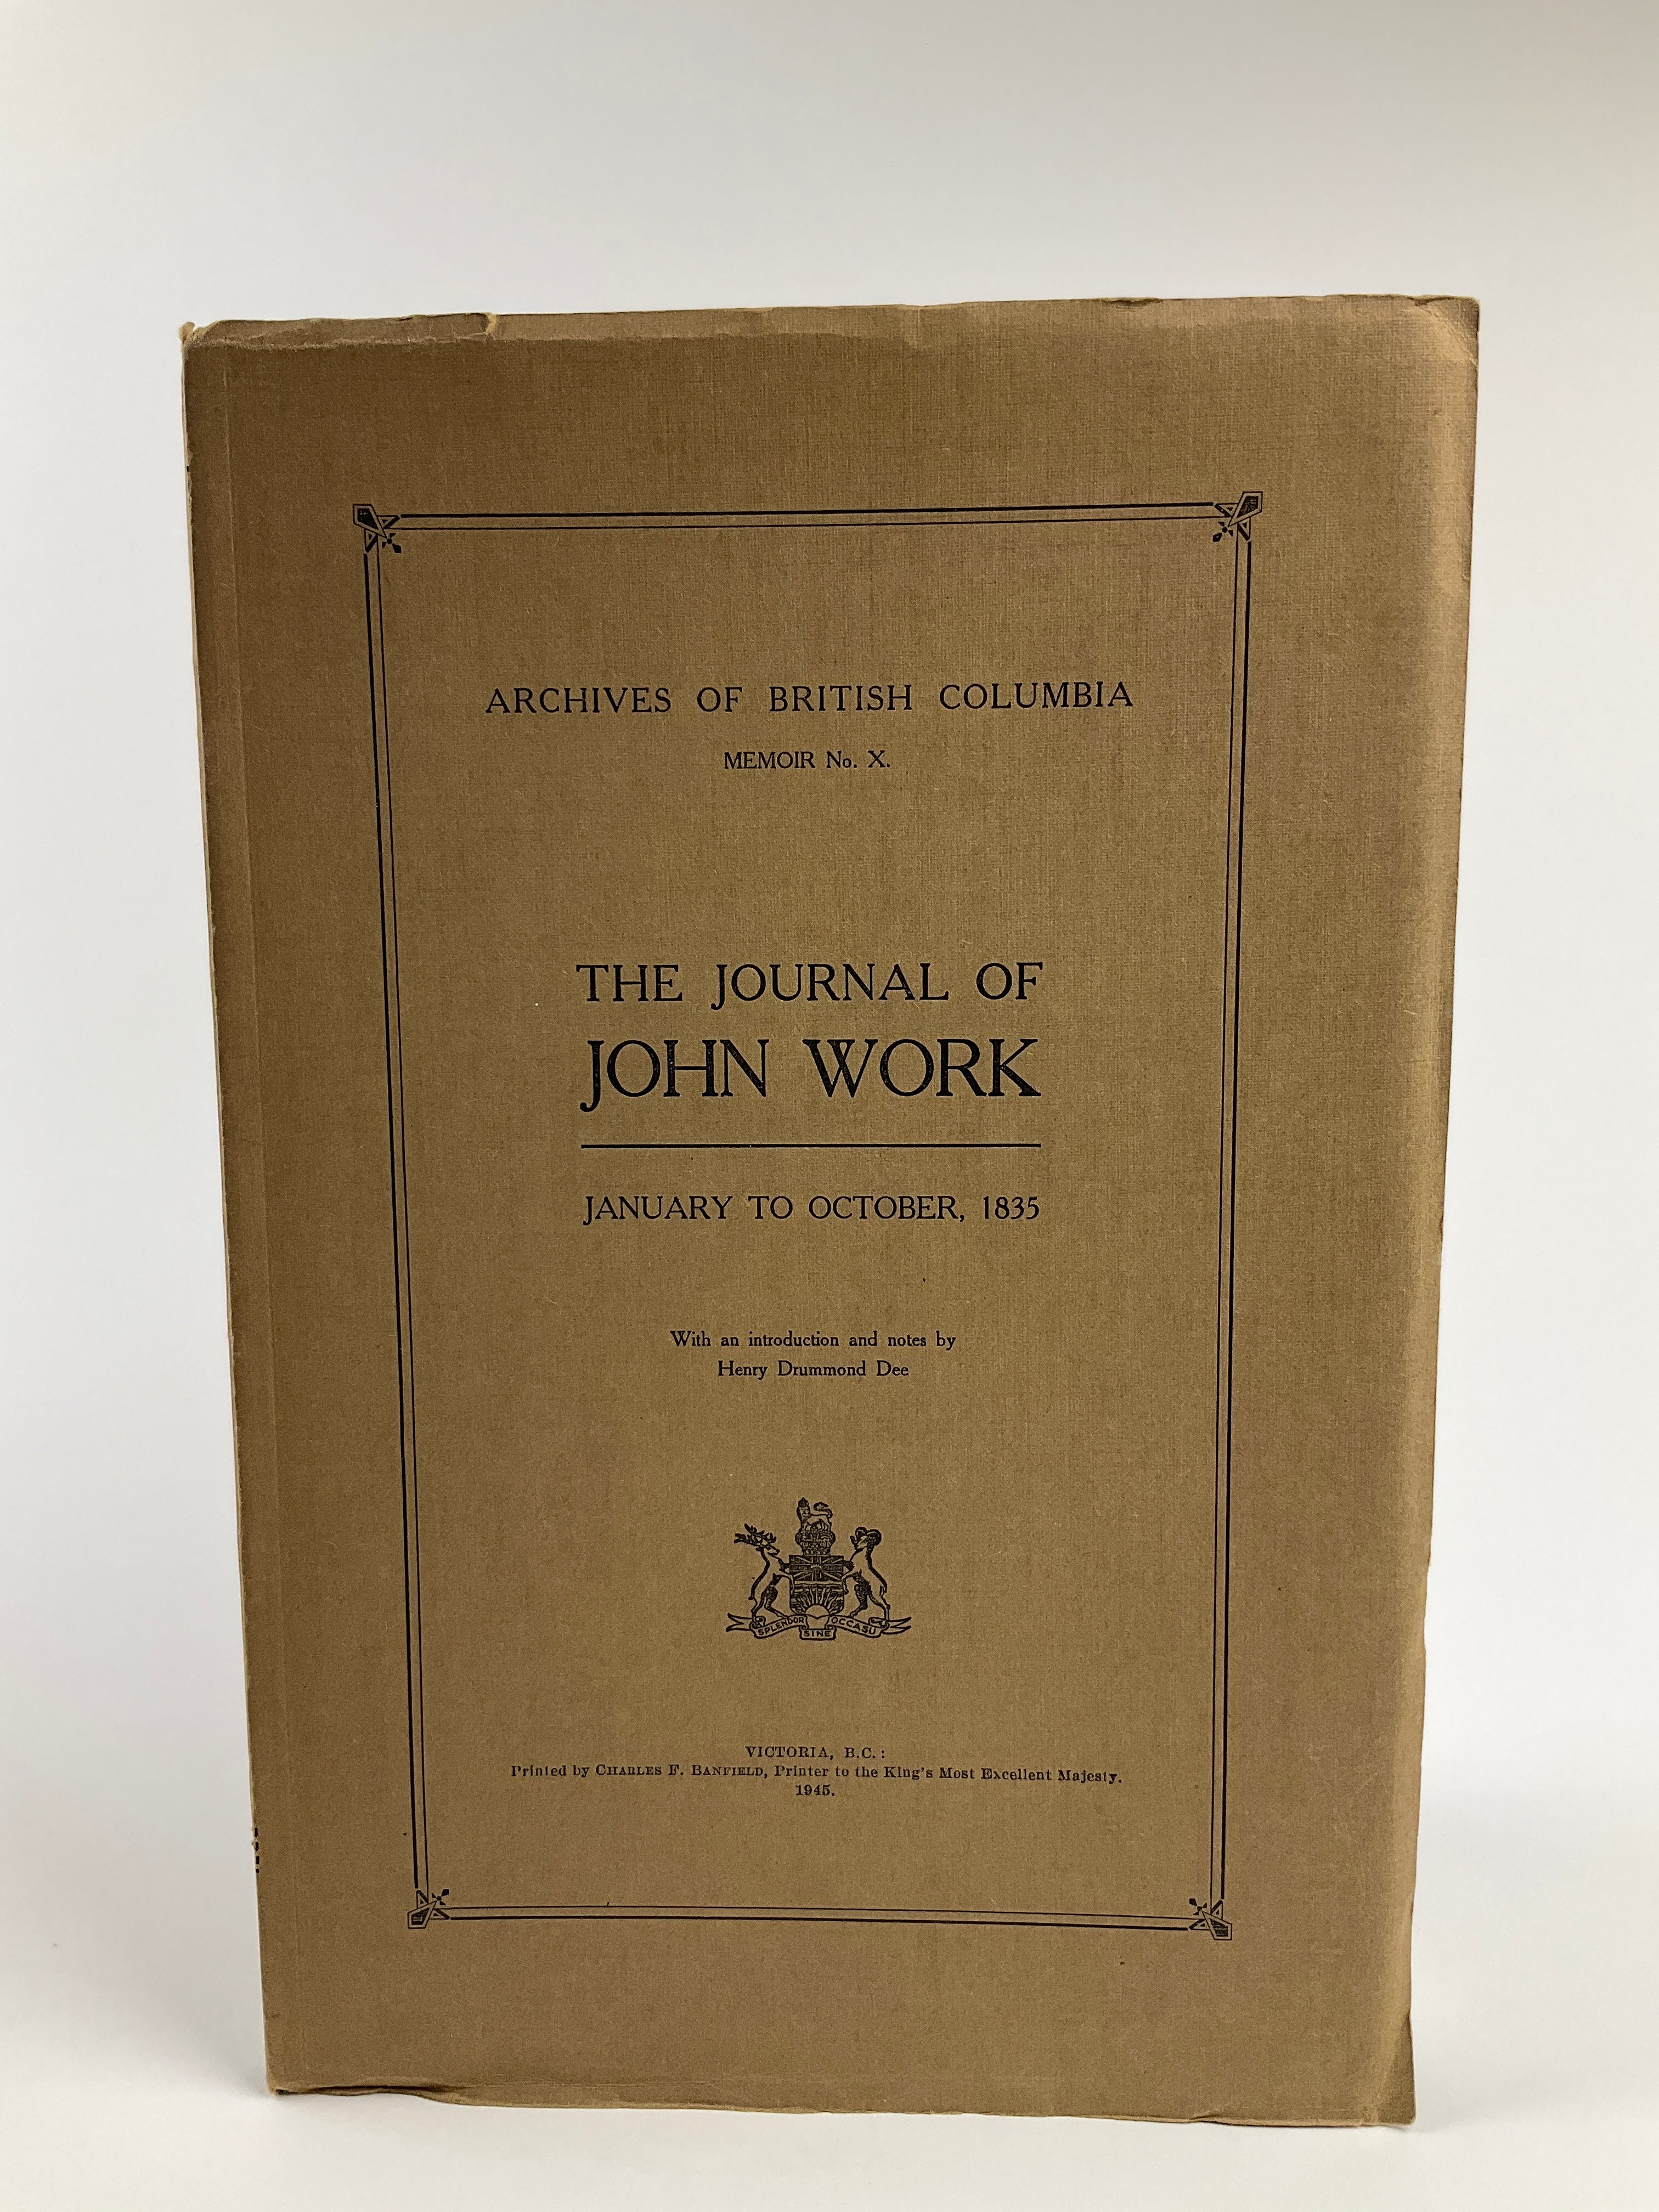 ARCHIVES OF BRITISH COLUMBIA
MEMOIR No. X.
THE JOURNAL OF
JOHN WORK
JANUARY TO OCTOBER, 1835
With an introduction and notes by
Henry Drummond Dee
SPLENDOR SINE OCCASU
VICTORIA, B.C.:
Printed by CHARLES F. BANFIELD, Printer to the King's Most Excellent Majesty.
1945.